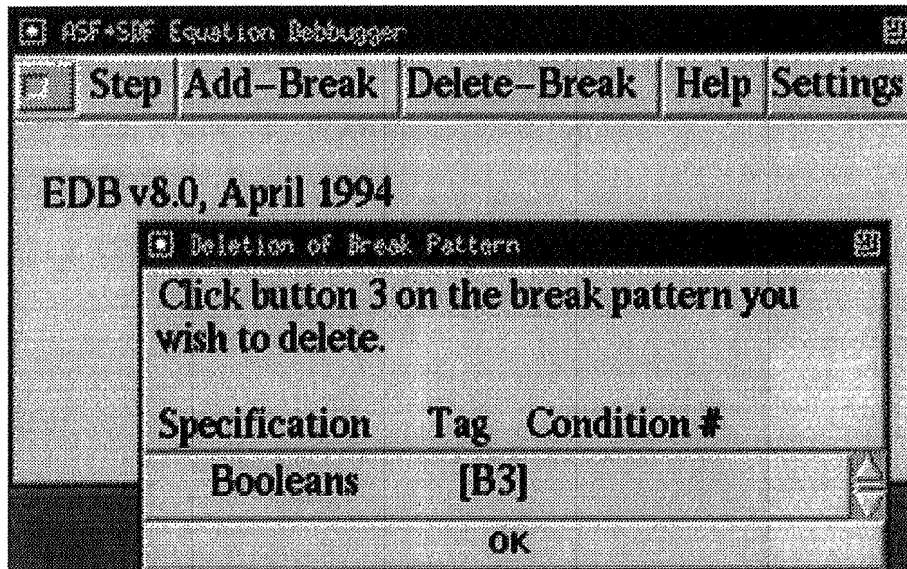 ASF+SDF Equation Debbugger
Step Add-Break Delete-Break Help Settings
EDB v8.0, April 1994
Deletion of Break Pattern
Click button 3 on the break pattern you
wish to delete.
Specification Tag Condition #
Booleans [B3]
OK